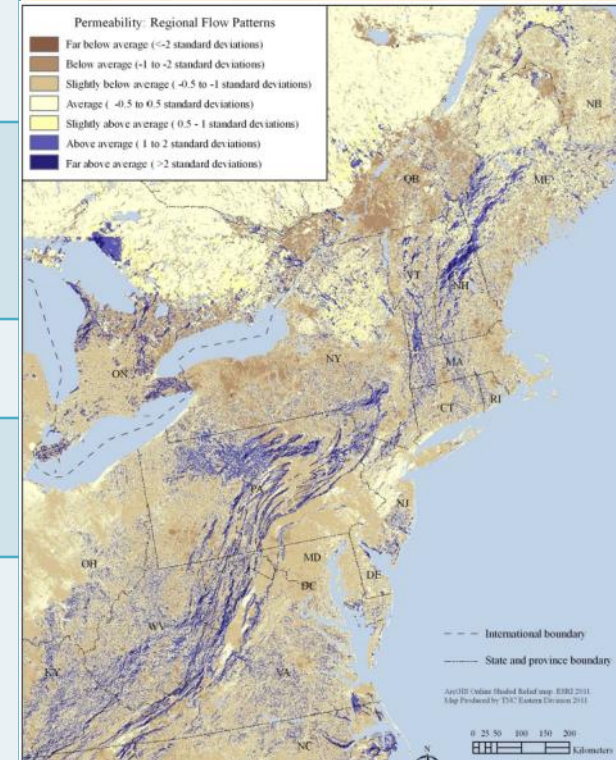 Permeability: Regional Flow Patterns
Far below average (<-2 standard deviations)
Below average (-1 to -2 standard deviations)
Slightly below average ( -0.5 to -1 standard deviations)
Average ( -0.5 to 0.5 standard deviations)
Slightly above average ( 0.5 - 1 standard deviations)
Above average ( 1 to 2 standard deviations)
Far above average ( >2 standard deviations)
NB
QB
ME
VT
NH
ON
NY
MA
CT
RI
PA
NJ
OH
MD
DC
DE
WV
KY
VA
NC
International boundary
State and province boundary
ArcGIS Online Shaded Relief map: ESRI 2011
Map Produced by TNC Eastern Division 2011
0 25 50 100 150 200
Kilometers
N